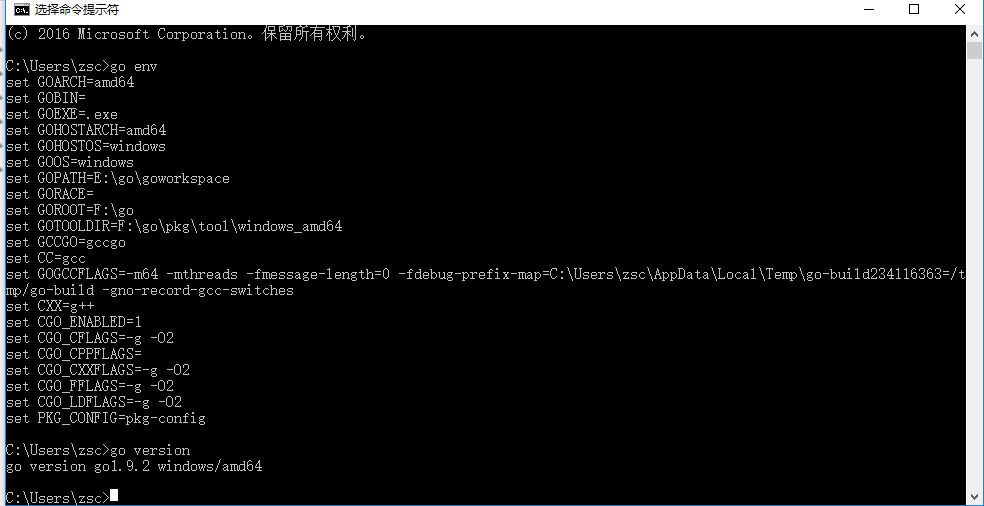 选择命令提示符
(c) 2016 Microsoft Corporation。保留所有权利。
C:\Users\zsc>go env
set GOARCH=amd64
set GOBIN=
set GOEXE=.exe
set GOHOSTARCH=amd64
set GOHOSTOS=windows
set GOOS=windows
set GOPATH=E:\go\goworkspace
set GORACE=
set GOROOT=F:\go
set GOTOOLDIR=F:\go\pkg\tool\windows_amd64
set GCCGO=gccgo
set CC=gcc
set GOGCCFLAGS=-m64 -mthreads -fmessage-length=0 -fdebug-prefix-map=C:\Users\zsc\AppData\Local\Temp\go-build234116363=/t
mp/go-build -gno-record-gcc-switches
set CXX=g++
set CGO_ENABLED=1
set CGO_CFLAGS=-g -O2
set CGO_CPPFLAGS=
set CGO_CXXFLAGS=-g -O2
set CGO_FFLAGS=-g -O2
set CGO_LDFLAGS=-g -O2
set PKG_CONFIG=pkg-config
C:\Users\zsc>go version
go version go1.9.2 windows/amd64
C:\Users\zsc>